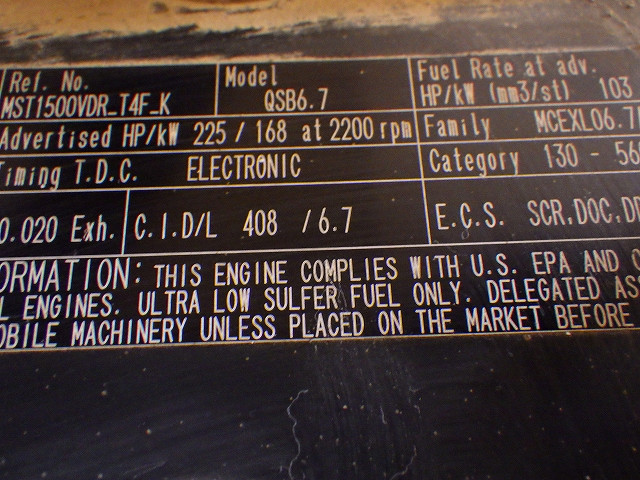 Ref. No.
MST1500VDR_T4F_K
Model
QSB6.7
Fuel Rate at adv.
HP/kW (mm3/st) 103
Advertised HP/kW 225 / 168 at 2200 rpm
Family MCEXL06.7
Timing T.D.C. ELECTRONIC
Category 130 - 560
0.020 Exh.
C.I.D/L 408 / 6.7
E.C.S. SCR.DOC.DP
ORMATION: THIS ENGINE COMPLIES WITH U.S. EPA AND C
L ENGINES. ULTRA LOW SULFER FUEL ONLY. DELEGATED ASS
OBILE MACHINERY UNLESS PLACED ON THE MARKET BEFORE